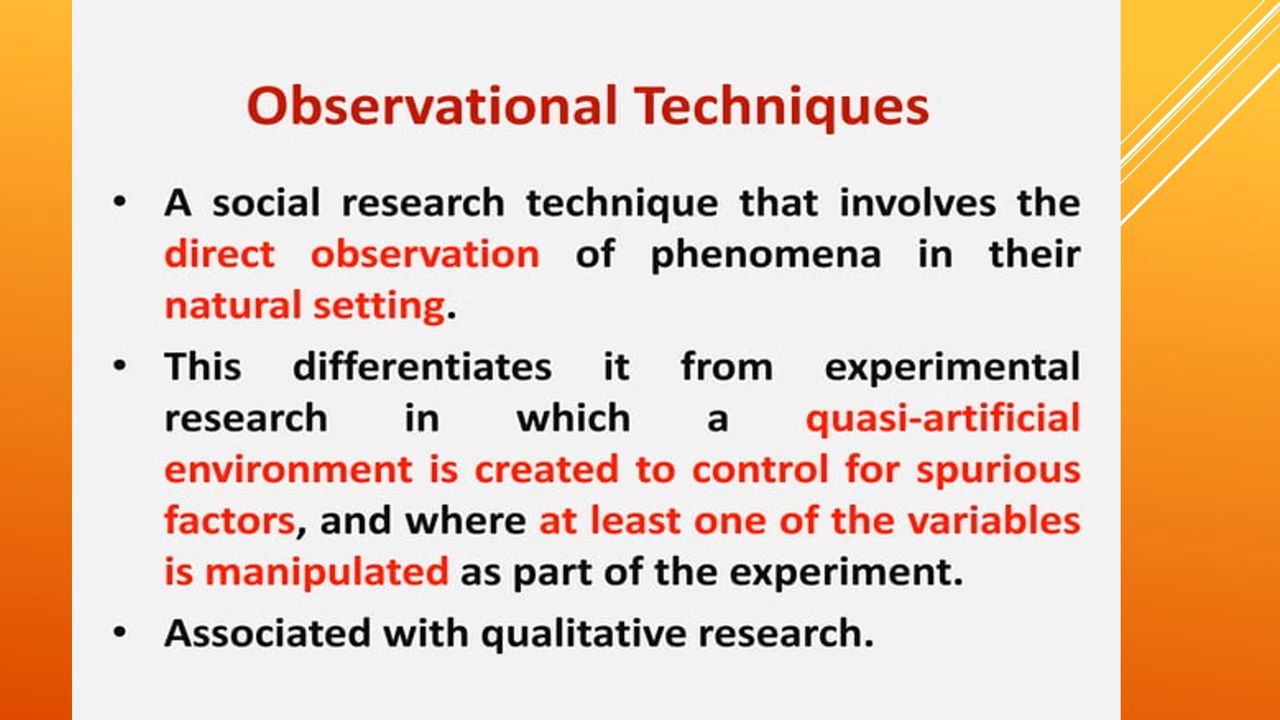 Observational Techniques
• A social research technique that involves the
direct observation of phenomena in their
natural setting.
• This differentiates it from experimental
research in which a quasi-artificial
environment is created to control for spurious
factors, and where at least one of the variables
is manipulated as part of the experiment.
• Associated with qualitative research.